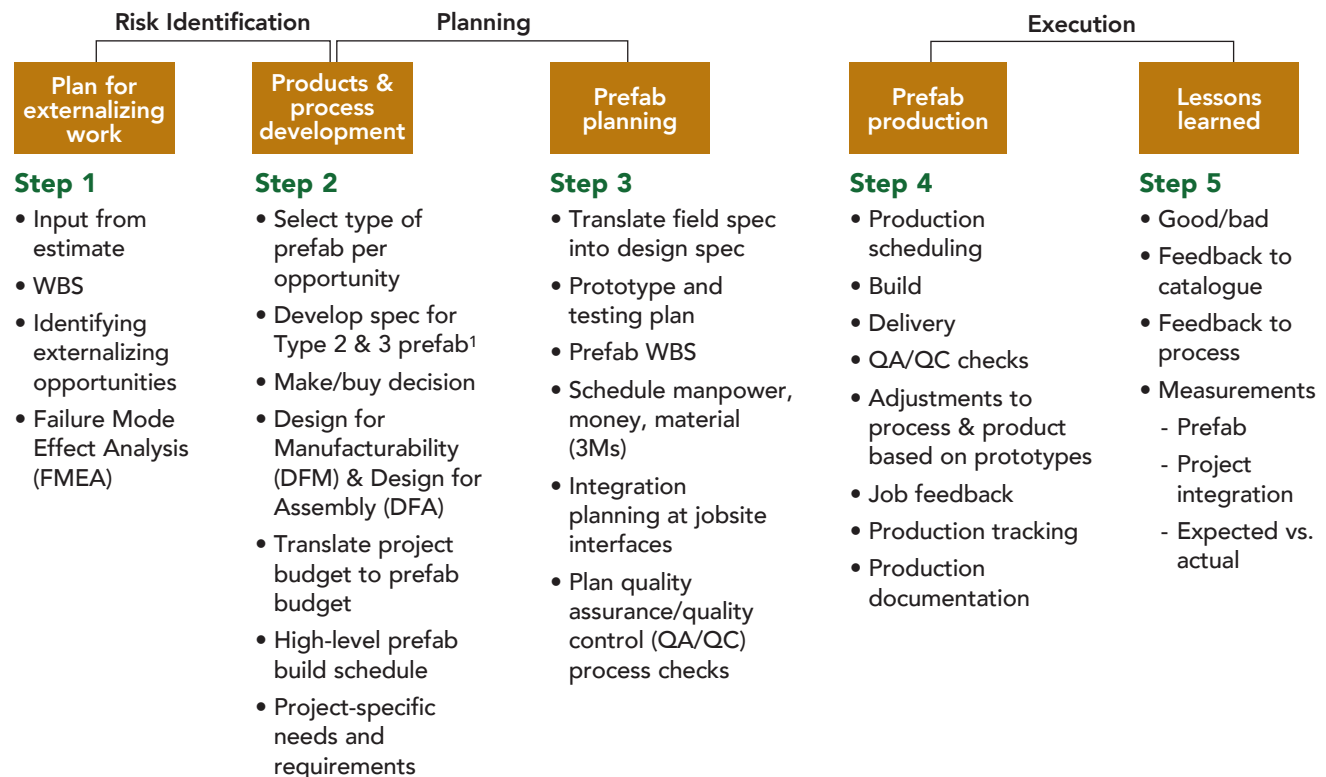 Risk Identification
Planning
Execution
Plan for
externalizing
work
Products &
process
development
Prefab
planning
Prefab
production
Lessons
learned
Step 1
• Input from
estimate
• WBS
• Identifying
externalizing
opportunities
• Failure Mode
Effect Analysis
(FMEA)
Step 2
• Select type of
prefab per
opportunity
• Develop spec for
Type 2 & 3 prefab¹
• Make/buy decision
• Design for
Manufacturability
(DFM) & Design for
Assembly (DFA)
• Translate project
budget to prefab
budget
• High-level prefab
build schedule
• Project-specific
needs and
requirements
Step 3
• Translate field spec
into design spec
• Prototype and
testing plan
• Prefab WBS
• Schedule manpower,
money, material
(3Ms)
• Integration
planning at jobsite
interfaces
• Plan quality
assurance/quality
control (QA/QC)
process checks
Step 4
• Production
scheduling
• Build
• Delivery
• QA/QC checks
• Adjustments to
process & product
based on prototypes
• Job feedback
• Production tracking
• Production
documentation
Step 5
• Good/bad
• Feedback to
catalogue
• Feedback to
process
• Measurements
- Prefab
- Project
integration
- Expected vs.
actual